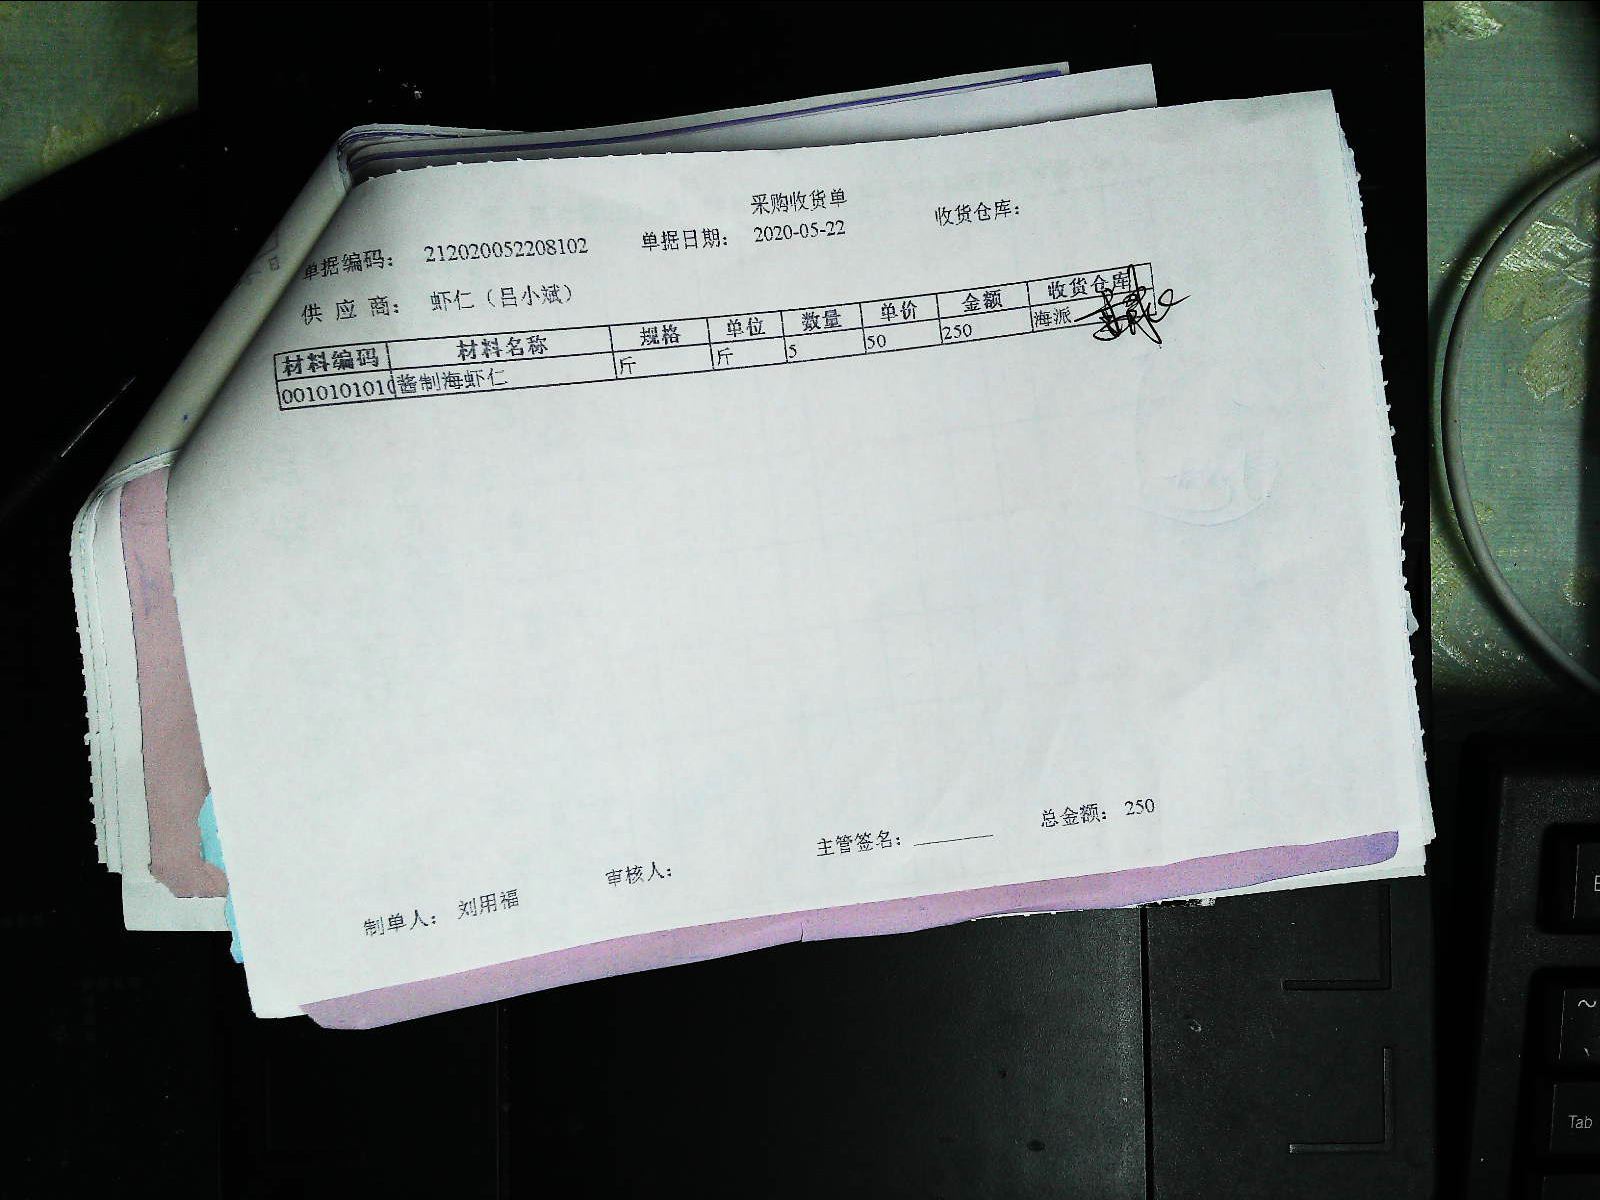 采购收货单
单据编码： 212020052208102 单据日期： 2020-05-22 收货仓库：
供 应 商： 虾仁（吕小斌）
材料编码 材料名称 规格 单位 数量 单价 金额 收货仓库
0010101010 酱制海虾仁 斤 斤 5 50 250 海派
制单人： 刘用福 审核人： 主管签名： 总金额： 250
Tab